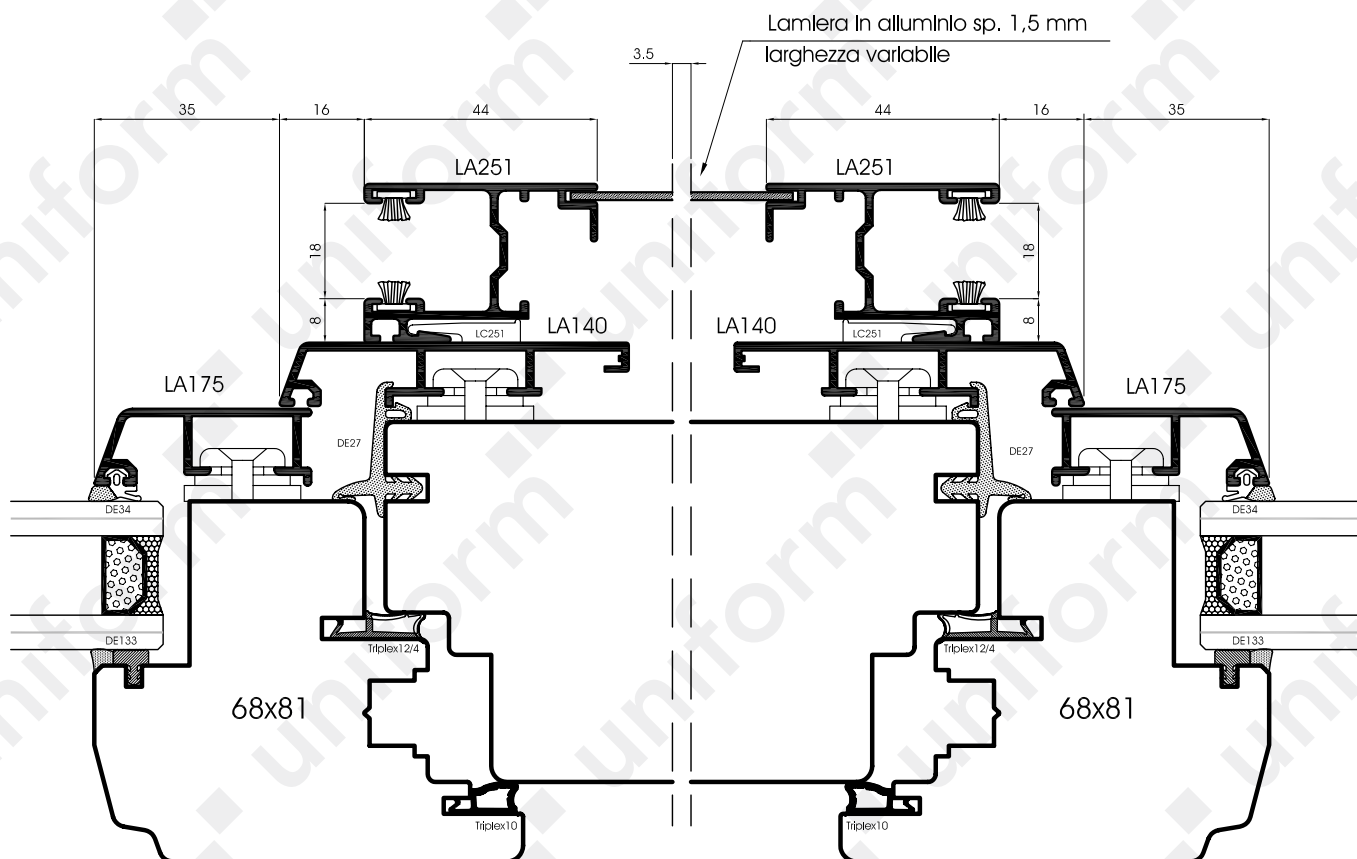 Lamiera in alluminio sp. 1,5 mm
larghezza variabile
3.5
35
16
44
44
16
35
LA251
LA251
18
18
8
8
LC251
LA140
LA140
LC251
LA175
LA175
DE27
DE27
DE34
DE34
DE133
DE133
Triplex12/4
Triplex12/4
68x81
68x81
Triplex10
Triplex10
uniform